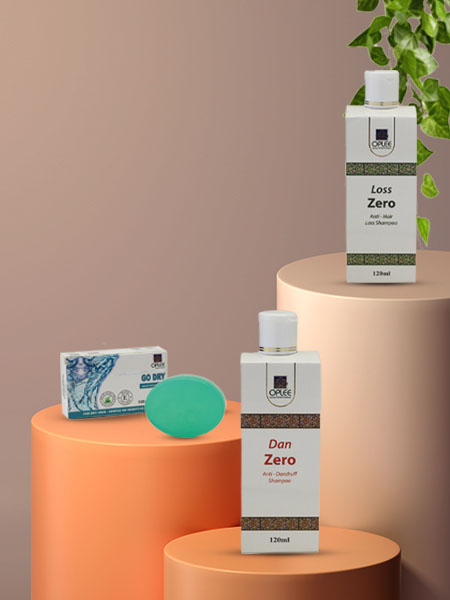 OPLEE
Loss
Zero
Anti - Hair
Loss Shampoo
120ml
GO DRY
OPLEE
Dan
Zero
Anti - Dandruff
Shampoo
120ml